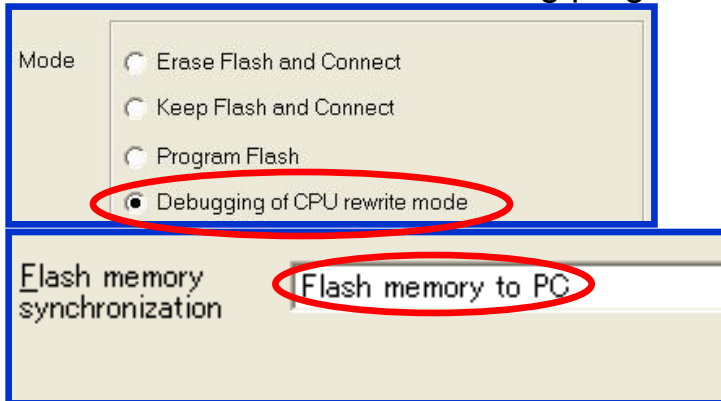 Mode
Erase Flash and Connect
Keep Flash and Connect
Program Flash
Debugging of CPU rewrite mode
Flash memory
synchronization
Flash memory to PC